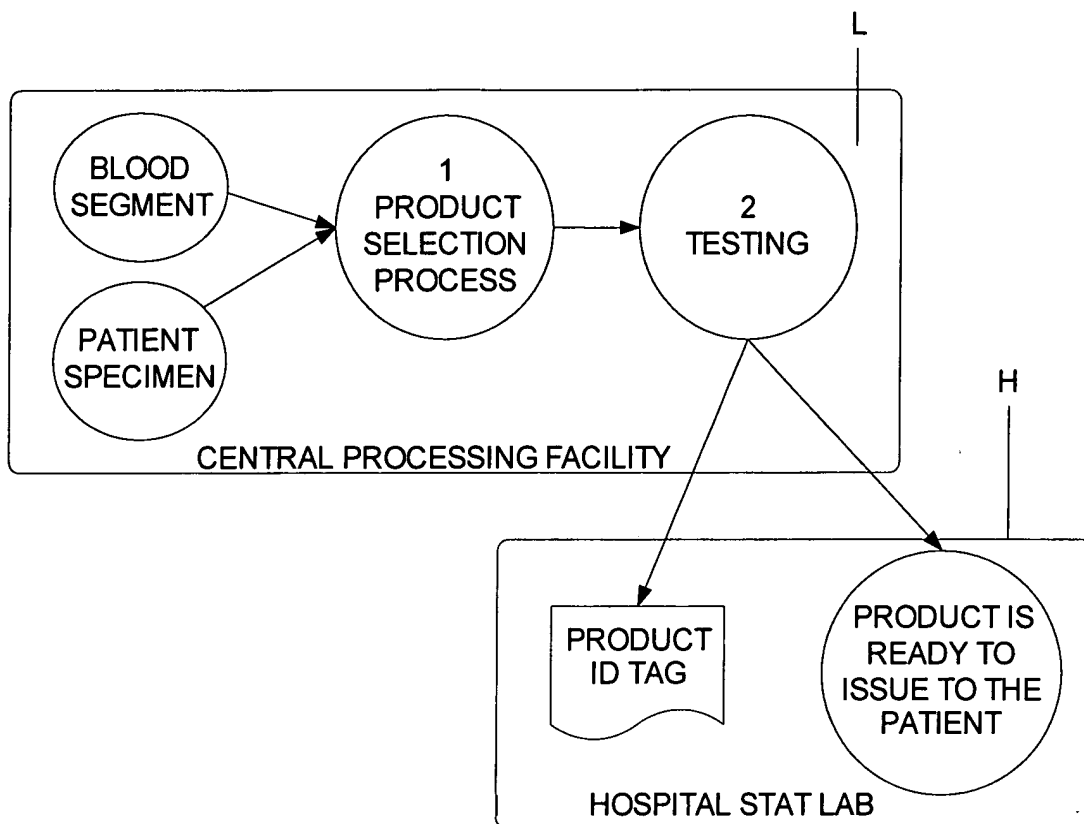 L
BLOOD
SEGMENT
PATIENT
SPECIMEN
1
PRODUCT
SELECTION
PROCESS
2
TESTING
CENTRAL PROCESSING FACILITY
H
PRODUCT
ID TAG
PRODUCT IS
READY TO
ISSUE TO THE
PATIENT
HOSPITAL STAT LAB